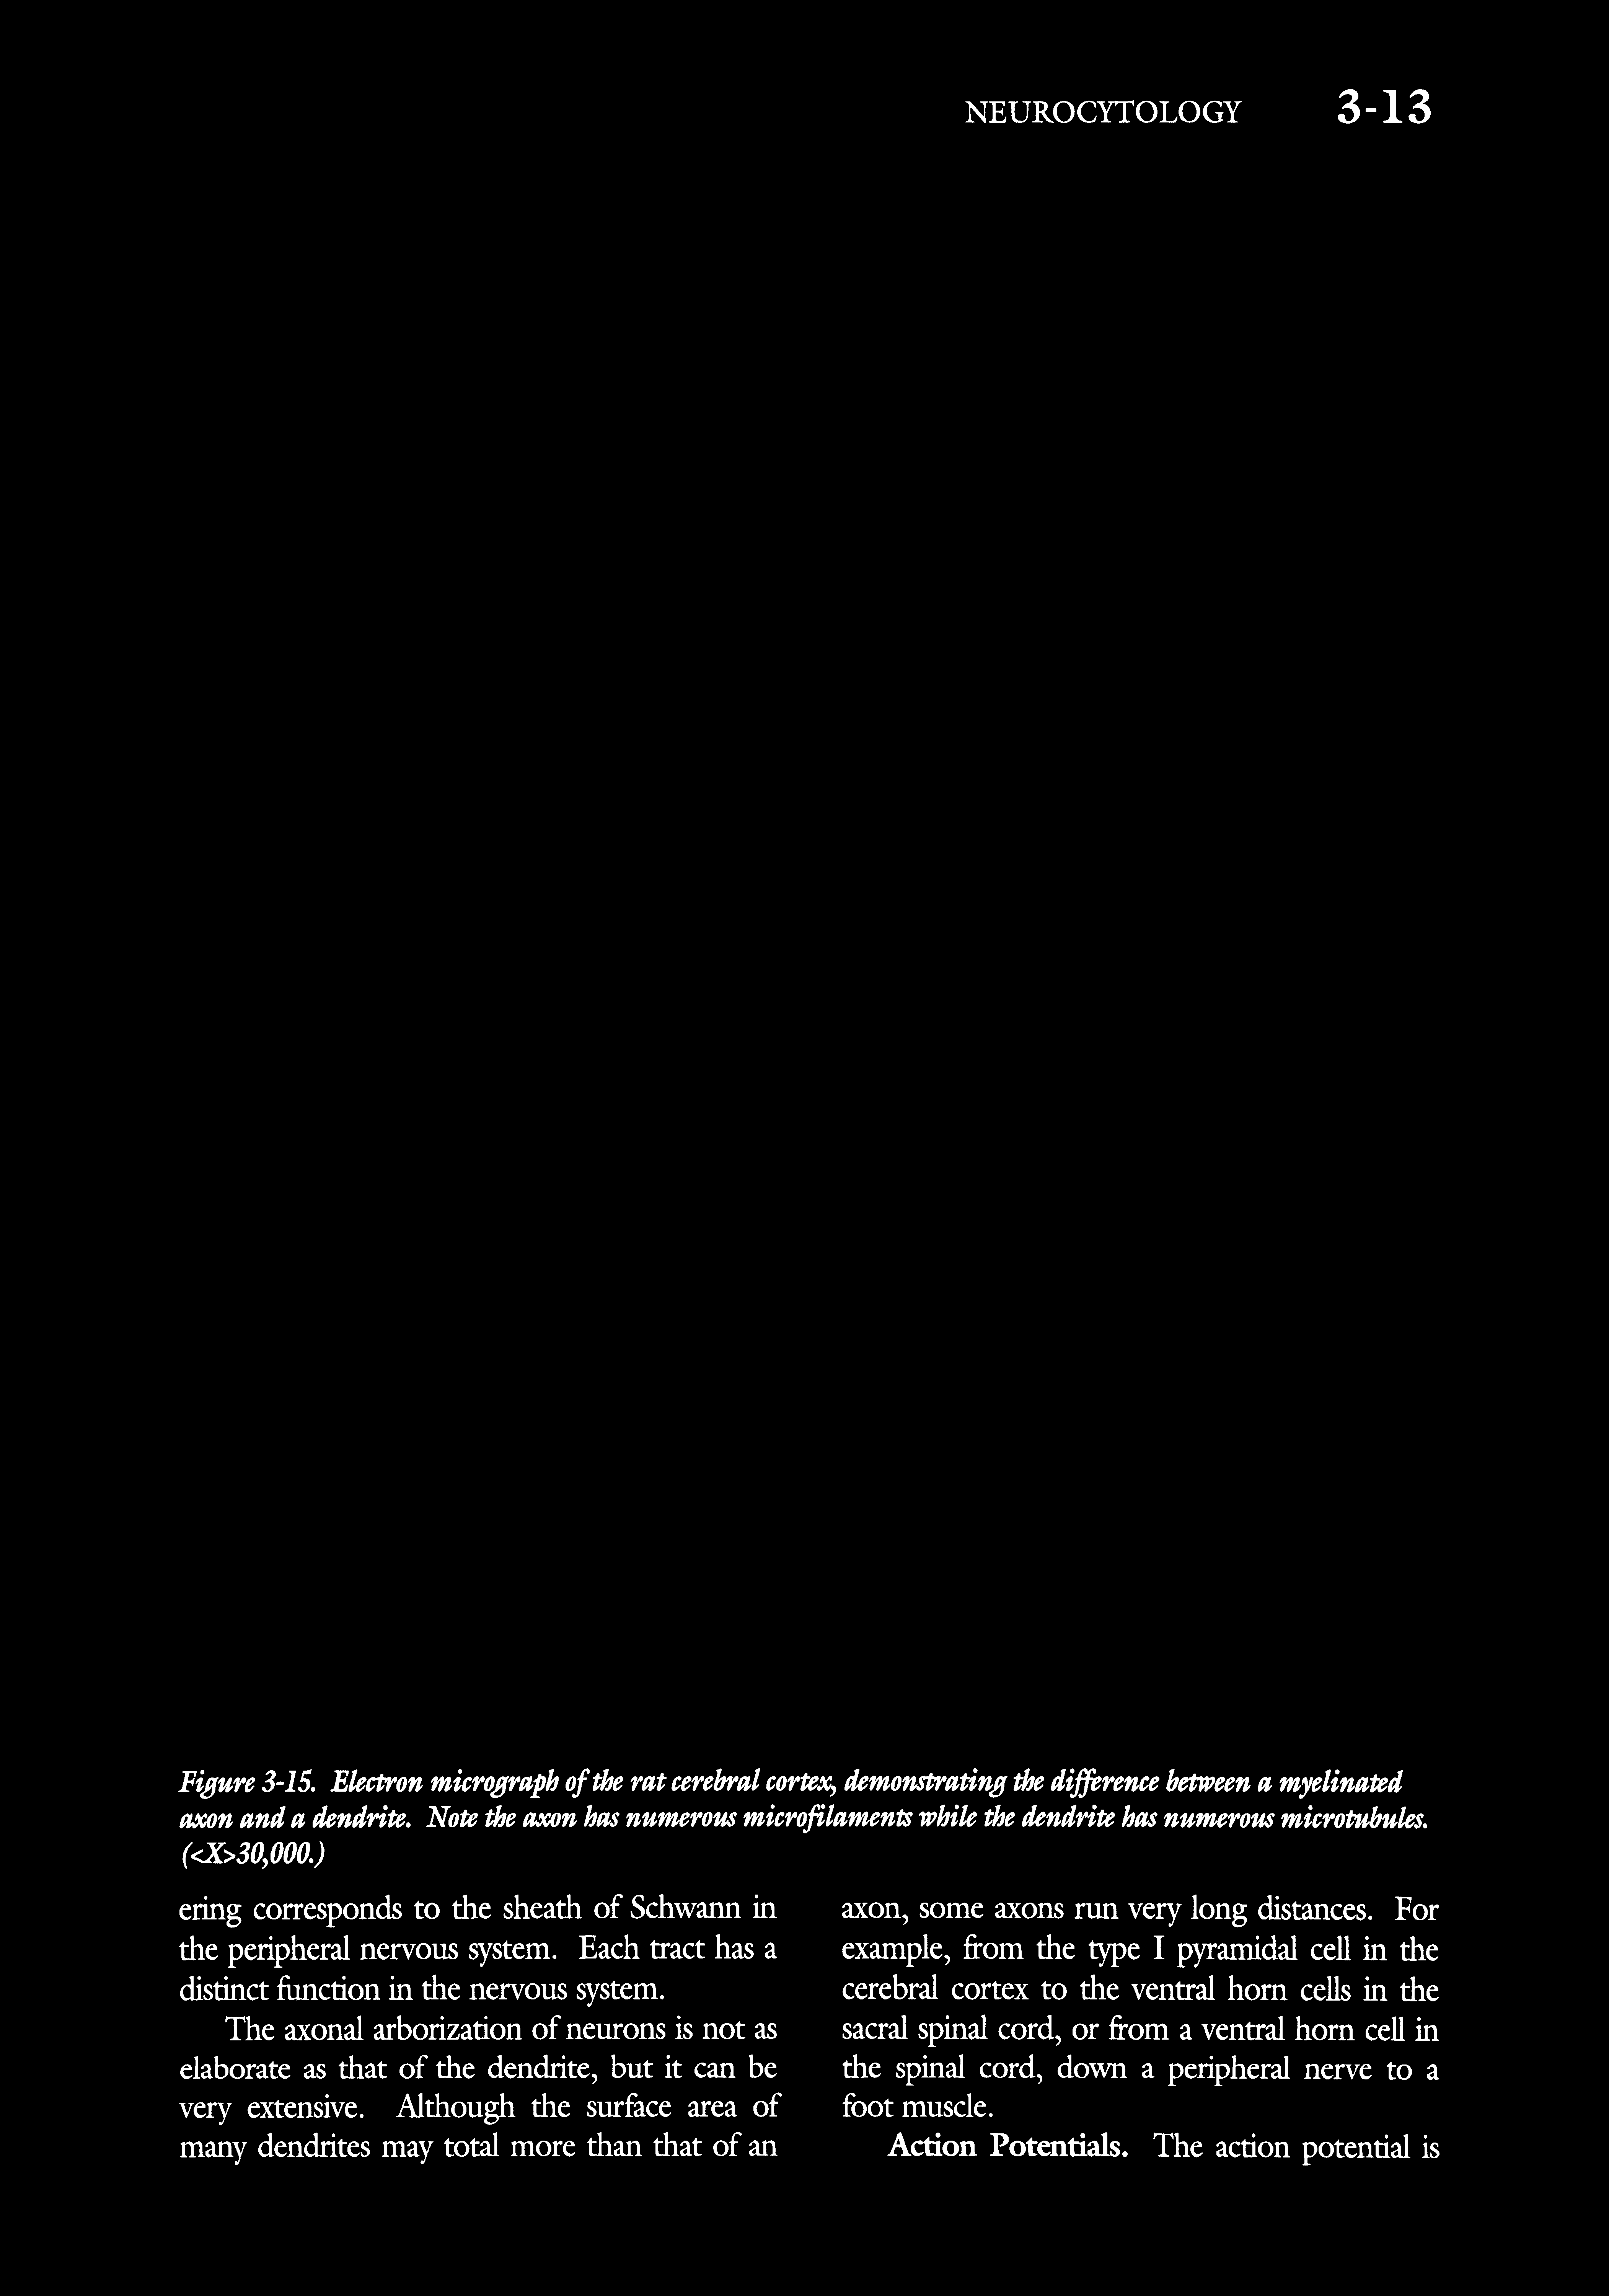 NEUROCYTOLOGY 3-13
Figure 3-15. Electron micrograph of the rat cerebral cortex, demonstrating the difference between a myelinated
axon and a dendrite. Note the axon has numerous microfilaments while the dendrite has numerous microtubules.
(<X>30,000.)
ering corresponds to the sheath of Schwann in
the peripheral nervous system. Each tract has a
distinct function in the nervous system.
The axonal arborization of neurons is not as
elaborate as that of the dendrite, but it can be
very extensive. Although the surface area of
many dendrites may total more than that of an
axon, some axons run very long distances. For
example, from the type I pyramidal cell in the
cerebral cortex to the ventral horn cells in the
sacral spinal cord, or from a ventral horn cell in
the spinal cord, down a peripheral nerve to a
foot muscle.
Action Potentials. The action potential is